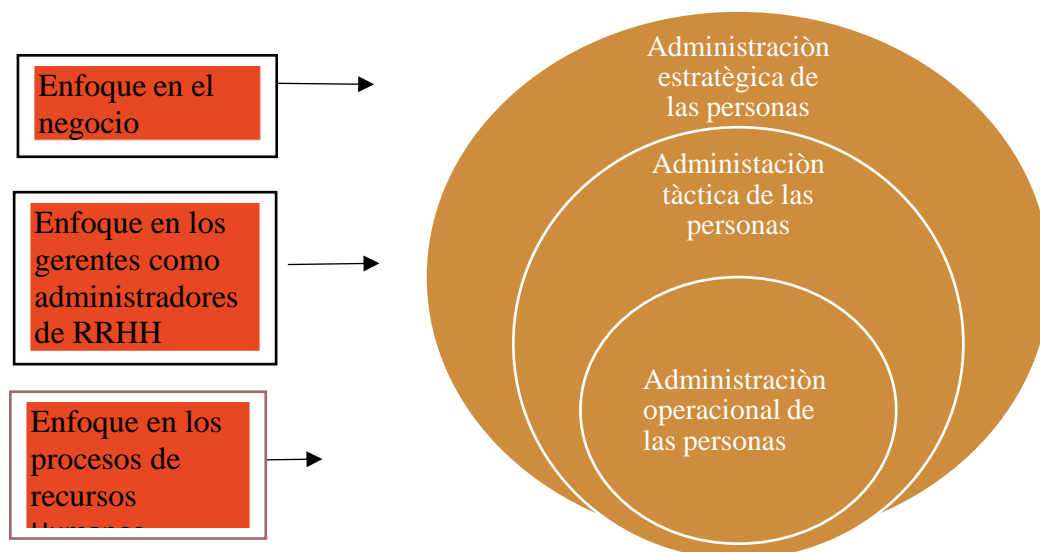 Enfoque en el
negocio
Enfoque en los
gerentes como
administradores
de RRHH
Enfoque en los
procesos de
recursos
Administraciòn
estratègica de
las personas
Administaciòn
tàctica de las
personas
Administraciòn
operacional de
las personas